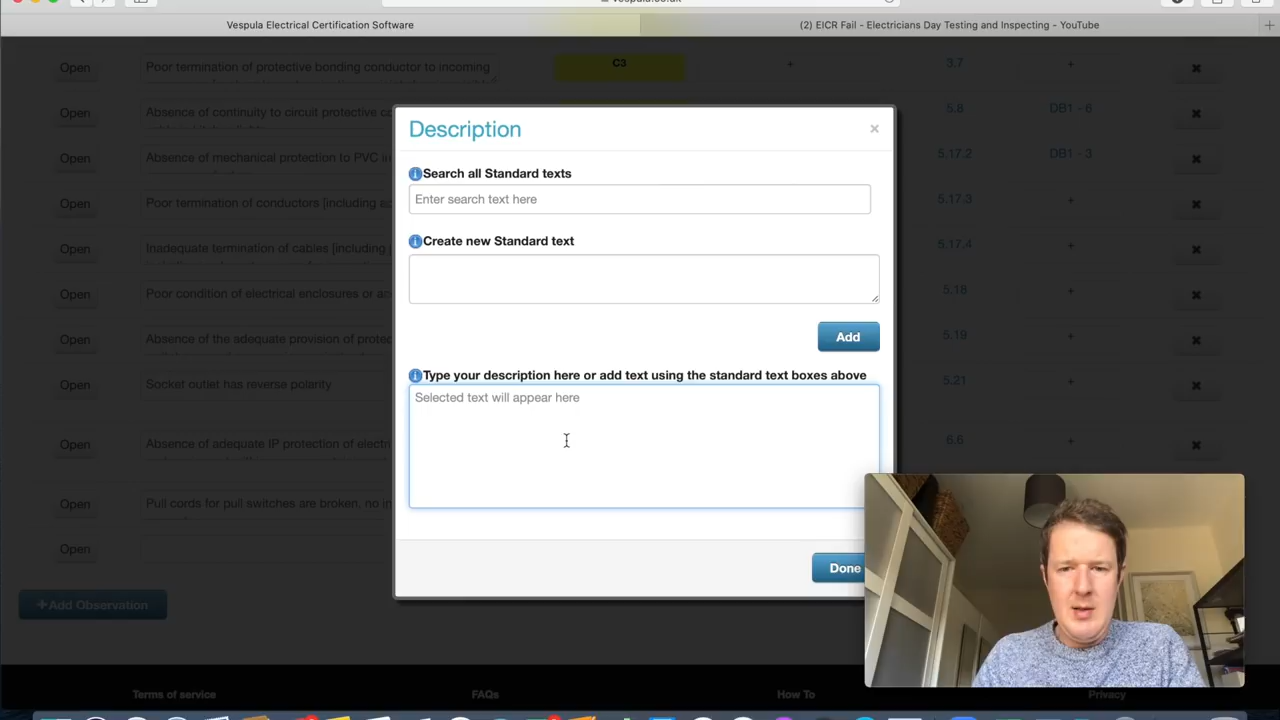 vespula.co.uk
Vespula Electrical Certification Software
(2) EICR Fail - Electricians Day Testing and Inspecting - YouTube
Open Poor termination of protective bonding conductor to incoming C3 + 3.7 +
Open Absence of continuity to circuit protective 5.8 DB1 - 6
Open Absence of mechanical protection to PVC 5.17.2 DB1 - 3
Open Poor termination of conductors [including 5.17.3 +
Open Inadequate termination of cables [including 5.17.4 +
Open Poor condition of electrical enclosures or 5.18 +
Open Absence of the adequate provision of 5.19 +
Open Socket outlet has reverse polarity 5.21 +
Open Absence of adequate IP protection of 6.6 +
Open Pull cords for pull switches are broken, no
Open
+Add Observation
Description
×
Search all Standard texts
Enter search text here
Create new Standard text
Add
Type your description here or add text using the standard text boxes above
Selected text will appear here
Done
Terms of service FAQs How To Privacy